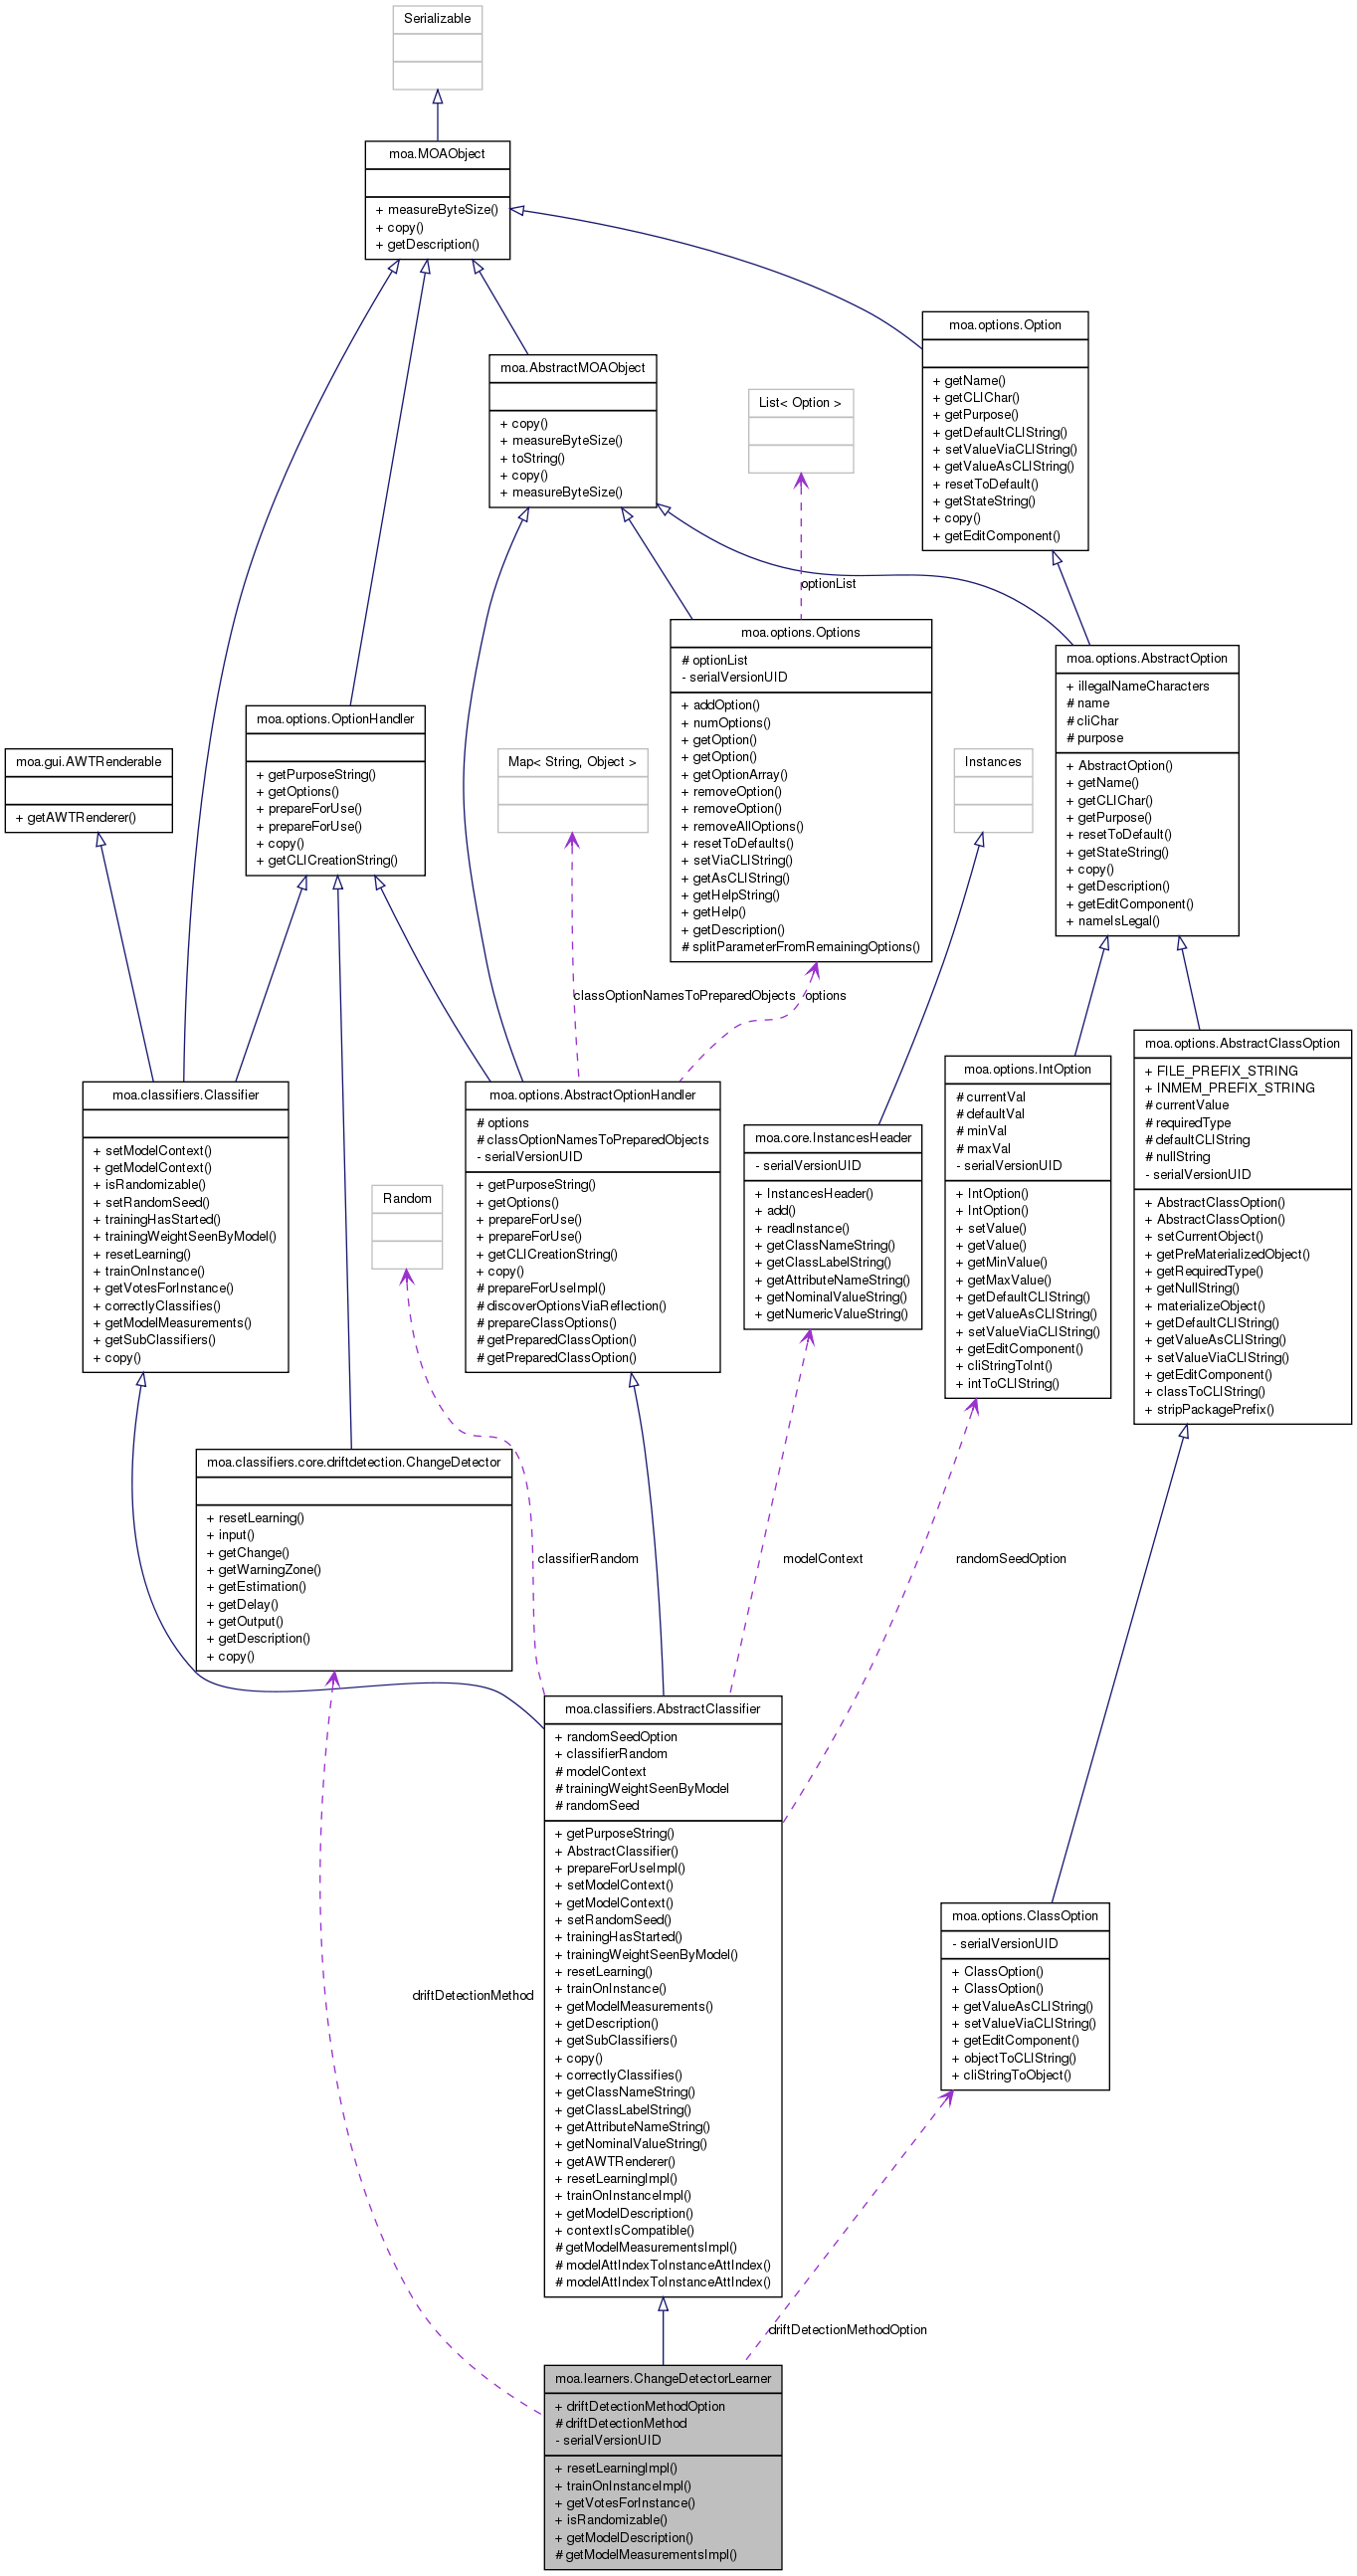 Serializable
moa.MOAObject
+ measureByteSize()
+ copy()
+ getDescription()
moa.options.Option
+ getName()
+ getCLIChar()
+ getPurpose()
+ getDefaultCLIString()
+ setValueViaCLIString()
+ getValueAsCLIString()
+ resetToDefault()
+ getStateString()
+ copy()
+ getEditComponent()
moa.AbstractMOAObject
+ copy()
+ measureByteSize()
+ toString()
+ copy()
+ measureByteSize()
List< Option >
optionList
moa.options.Options
# optionList
- serialVersionUID
+ addOption()
+ numOptions()
+ getOption()
+ getOption()
+ getOptionArray()
+ removeOption()
+ removeOption()
+ removeAllOptions()
+ resetToDefaults()
+ setViaCLIString()
+ getAsCLIString()
+ getHelpString()
+ getHelp()
+ getDescription()
# splitParameterFromRemainingOptions()
moa.options.AbstractOption
+ illegalNameCharacters
# name
# cliChar
# purpose
+ AbstractOption()
+ getName()
+ getCLIChar()
+ getPurpose()
+ resetToDefault()
+ getStateString()
+ copy()
+ getDescription()
+ getEditComponent()
+ nameIsLegal()
moa.options.OptionHandler
+ getPurposeString()
+ getOptions()
+ prepareForUse()
+ prepareForUse()
+ copy()
+ getCLICreationString()
moa.gui.AWTRenderable
+ getAWTRenderer()
Map< String, Object >
Instances
classOptionNamesToPreparedObjects
options
moa.classifiers.Classifier
+ setModelContext()
+ getModelContext()
+ isRandomizable()
+ setRandomSeed()
+ trainingHasStarted()
+ trainingWeightSeenByModel()
+ resetLearning()
+ trainOnInstance()
+ getVotesForInstance()
+ correctlyClassifies()
+ getModelMeasurements()
+ getSubClassifiers()
+ copy()
moa.options.AbstractOptionHandler
# options
# classOptionNamesToPreparedObjects
- serialVersionUID
+ getPurposeString()
+ getOptions()
+ prepareForUse()
+ prepareForUse()
+ getCLICreationString()
+ copy()
# prepareForUseImpl()
# discoverOptionsViaReflection()
# prepareClassOptions()
# getPreparedClassOption()
# getPreparedClassOption()
moa.core.InstancesHeader
- serialVersionUID
+ InstancesHeader()
+ add()
+ readInstance()
+ getClassNameString()
+ getClassLabelString()
+ getAttributeNameString()
+ getNominalValueString()
+ getNumericValueString()
moa.options.IntOption
# currentVal
# defaultVal
# minVal
# maxVal
- serialVersionUID
+ IntOption()
+ IntOption()
+ setValue()
+ getValue()
+ getMinValue()
+ getMaxValue()
+ getDefaultCLIString()
+ getValueAsCLIString()
+ setValueViaCLIString()
+ getEditComponent()
+ cliStringToInt()
+ intToCLIString()
moa.options.AbstractClassOption
+ FILE_PREFIX_STRING
+ INMEM_PREFIX_STRING
# currentValue
# requiredType
# defaultCLIString
# nullString
- serialVersionUID
+ AbstractClassOption()
+ AbstractClassOption()
+ setCurrentObject()
+ getPreMaterializedObject()
+ getRequiredType()
+ getNullString()
+ materializeObject()
+ getDefaultCLIString()
+ getValueAsCLIString()
+ setValueViaCLIString()
+ getEditComponent()
+ classToCLIString()
+ stripPackagePrefix()
Random
moa.classifiers.core.driftdetection.ChangeDetector
+ resetLearning()
+ input()
+ getChange()
+ getWarningZone()
+ getEstimation()
+ getDelay()
+ getOutput()
+ getDescription()
+ copy()
classifierRandom
modelContext
randomSeedOption
moa.classifiers.AbstractClassifier
+ randomSeedOption
+ classifierRandom
# modelContext
# trainingWeightSeenByModel
# randomSeed
+ getPurposeString()
+ AbstractClassifier()
+ prepareForUseImpl()
+ setModelContext()
+ getModelContext()
+ setRandomSeed()
+ trainingHasStarted()
+ trainingWeightSeenByModel()
+ resetLearning()
+ trainOnInstance()
+ getModelMeasurements()
+ getDescription()
+ getSubClassifiers()
+ copy()
+ correctlyClassifies()
+ getClassNameString()
+ getClassLabelString()
+ getAttributeNameString()
+ getNominalValueString()
+ getAWTRenderer()
+ resetLearningImpl()
+ trainOnInstanceImpl()
+ getModelDescription()
+ contextIsCompatible()
# getModelMeasurementsImpl()
# modelAttIndexToInstanceAttIndex()
# modelAttIndexToInstanceAttIndex()
moa.options.ClassOption
- serialVersionUID
+ ClassOption()
+ ClassOption()
+ getValueAsCLIString()
+ setValueViaCLIString()
+ getEditComponent()
+ objectToCLIString()
+ cliStringToObject()
driftDetectionMethod
driftDetectionMethodOption
moa.learners.ChangeDetectorLearner
+ driftDetectionMethodOption
# driftDetectionMethod
- serialVersionUID
+ resetLearningImpl()
+ trainOnInstanceImpl()
+ getVotesForInstance()
+ isRandomizable()
+ getModelDescription()
# getModelMeasurementsImpl()